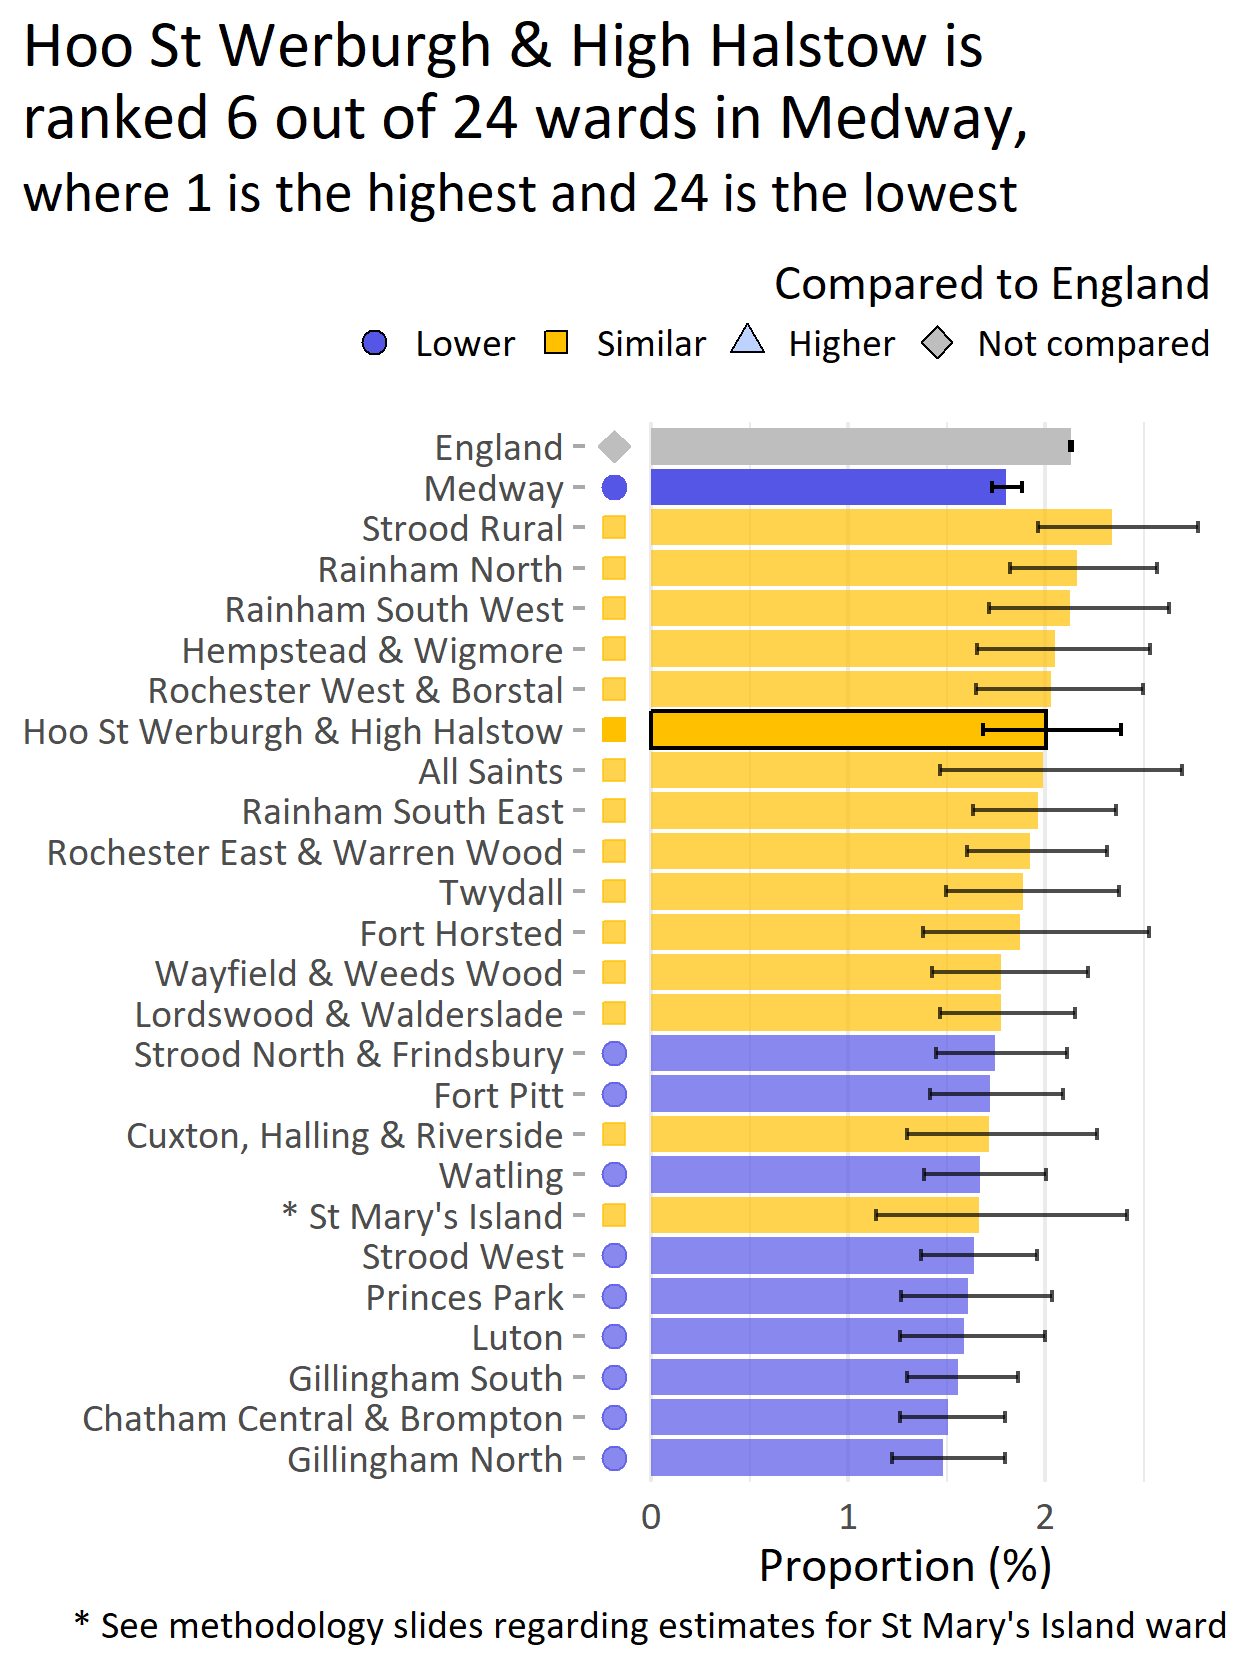 Hoo St Werburgh & High Halstow is
ranked 6 out of 24 wards in Medway,
where 1 is the highest and 24 is the lowest
Compared to England
Lower Similar Higher Not compared
England
Medway
Strood Rural
Rainham North
Rainham South West
Hempstead & Wigmore
Rochester West & Borstal
Hoo St Werburgh & High Halstow
All Saints
Rainham South East
Rochester East & Warren Wood
Twydall
Fort Horsted
Wayfield & Weeds Wood
Lordswood & Walderslade
Strood North & Frindsbury
Fort Pitt
Cuxton, Halling & Riverside
Watling
* St Mary's Island
Strood West
Princes Park
Luton
Gillingham South
Chatham Central & Brompton
Gillingham North
0 1 2
Proportion (%)
* See methodology slides regarding estimates for St Mary's Island ward